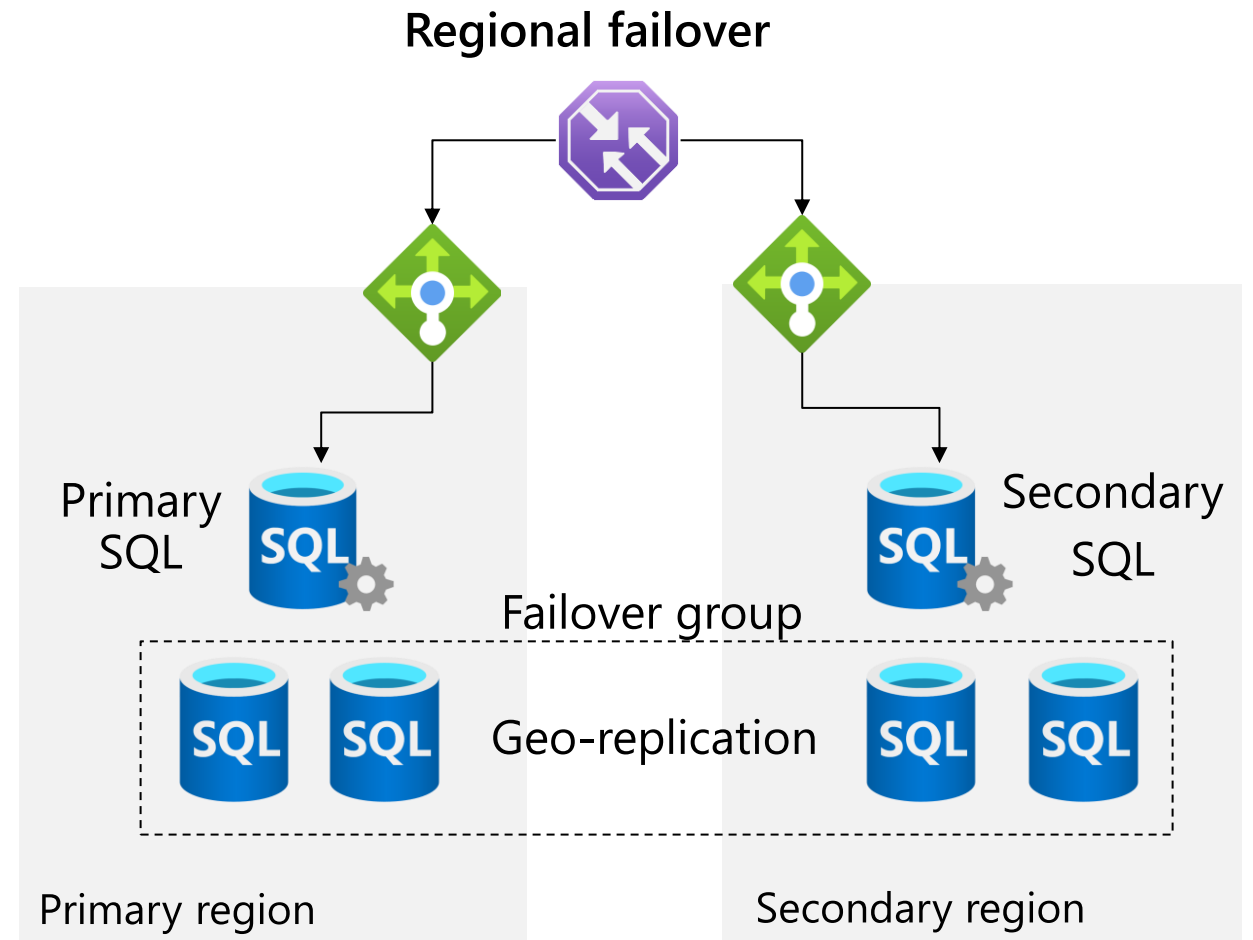 Regional failover
Primary
SQL
SQL
SQL
Secondary
SQL
Failover group
SQL
SQL
Geo-replication
SQL
SQL
Primary region
Secondary region